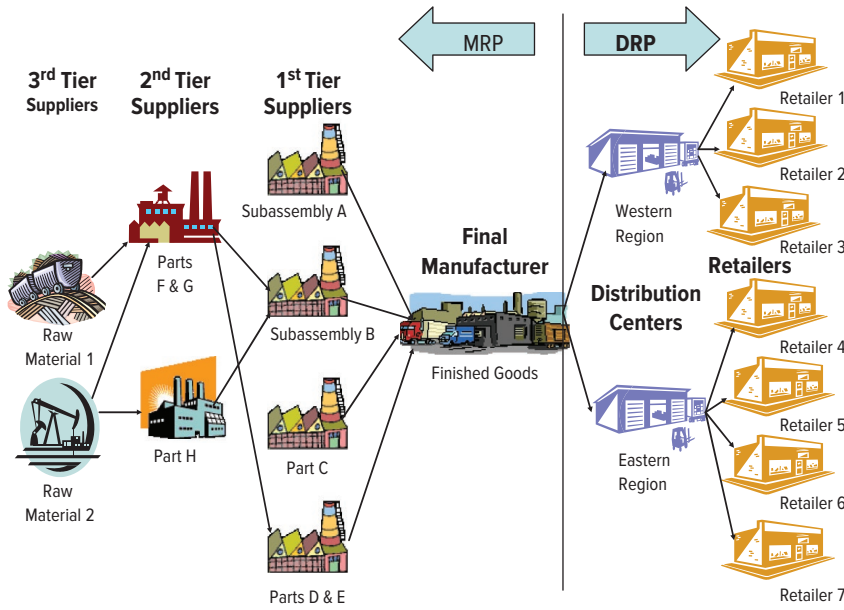 MRP
DRP
3rd Tier
Suppliers
2nd Tier
Suppliers
1st Tier
Suppliers
Subassembly A
Parts
F & G
Raw
Material 1
Subassembly B
Part H
Raw
Material 2
Part C
Parts D & E
Final
Manufacturer
Finished Goods
Western
Region
Distribution
Centers
Eastern
Region
Retailer 1
Retailer 2
Retailer 3
Retailers
Retailer 4
Retailer 5
Retailer 6
Retailer 7